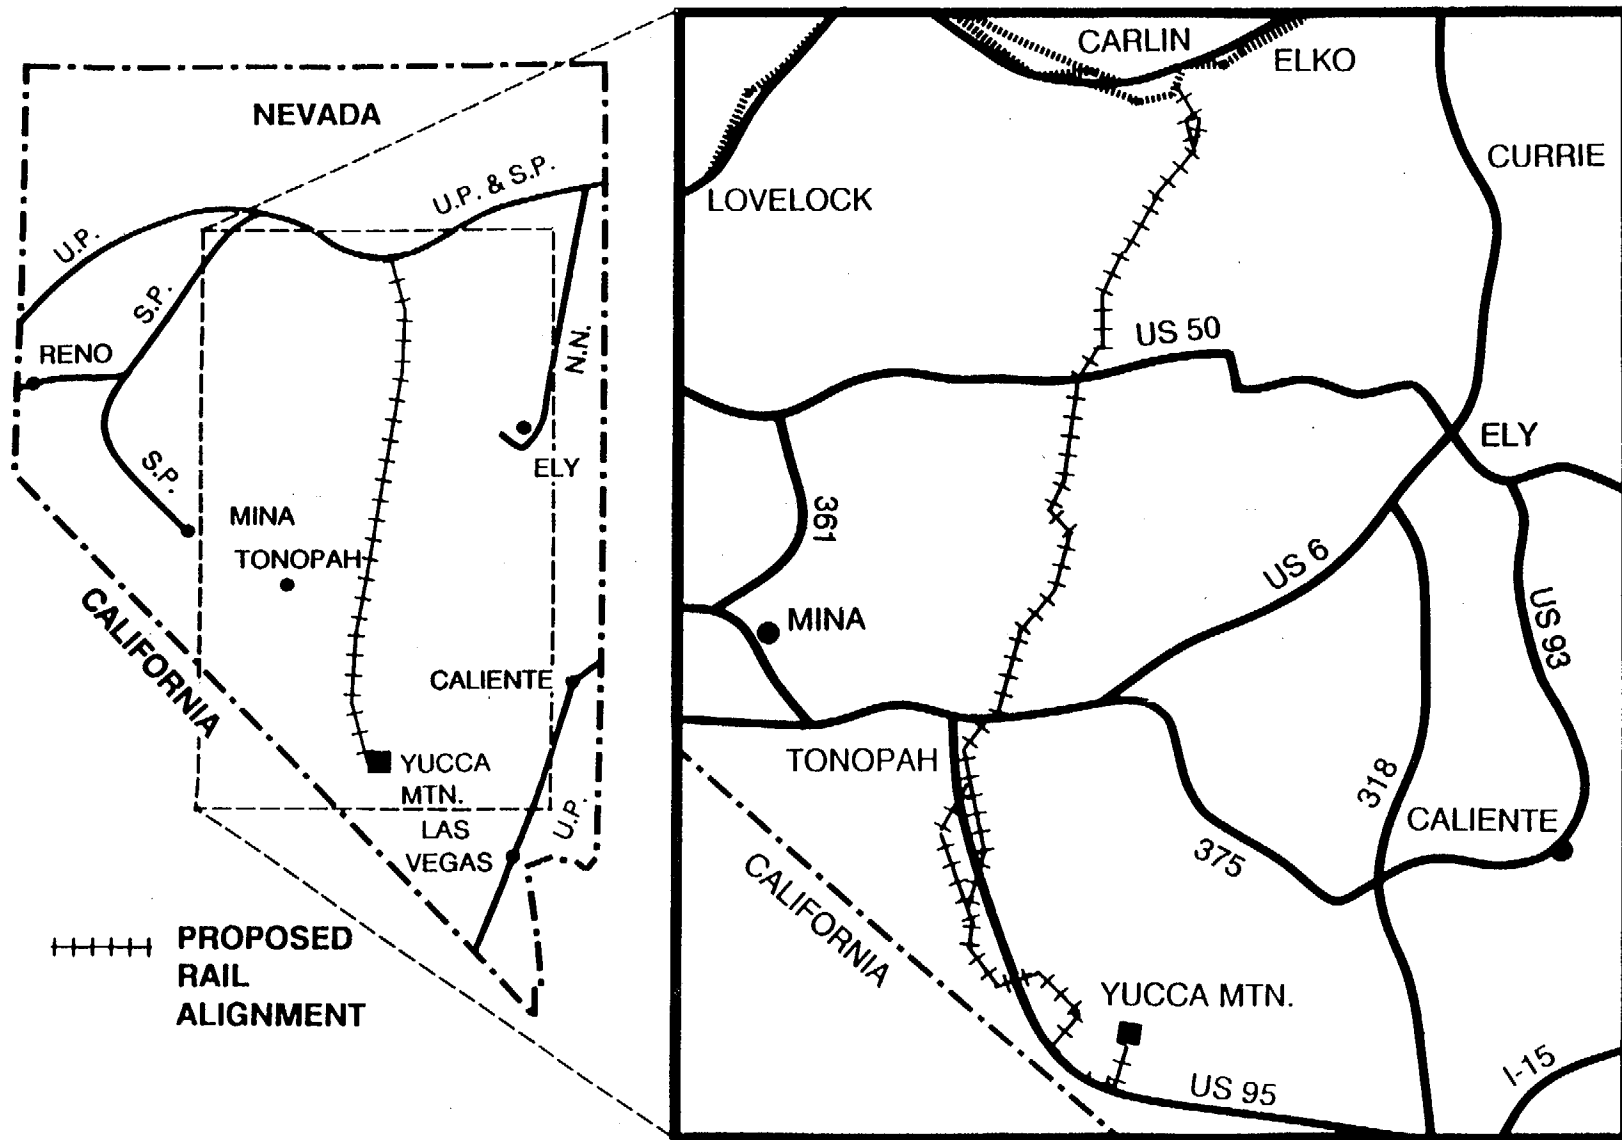 NEVADA
U.P. & S.P.
U.P.
S.P.
RENO
N.N.
S.P.
ELY
MINA
TONOPAH
CALIFORNIA
CALIENTE
YUCCA
MTN.
LAS
VEGAS
U.P.
PROPOSED
RAIL
ALIGNMENT
CARLIN
ELKO
CURRIE
LOVELOCK
US 50
ELY
361
US 6
MINA
US 93
TONOPAH
318
CALIENTE
375
CALIFORNIA
YUCCA MTN.
I-15
US 95